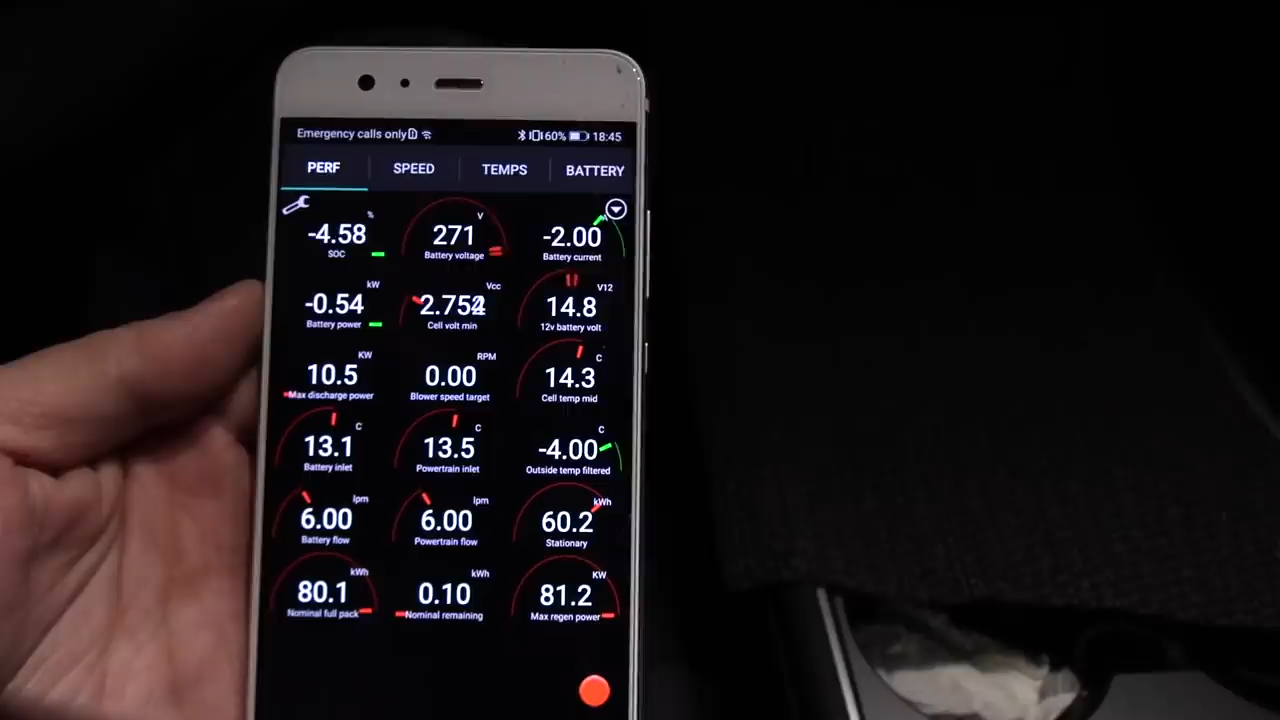 Emergency calls only 60% 18:45
PERF SPEED TEMPS BATTERY
% V A
-4.58 271 -2.00
SOC Battery voltage Battery current
kW Vcc V12
-0.54 14.8
Battery power Cell volt min 12v battery volt
KW RPM C
10.5 0.00 14.3
Max discharge power Blower speed target Cell temp mid
C C C
13.1 13.5 -4.00
Battery inlet Powertrain inlet Outside temp filtered
lpm lpm kWh
6.00 6.00 60.2
Battery flow Powertrain flow Stationary
kWh kWh KW
80.1 0.10 81.2
Nominal full pack Nominal remaining Max regen power